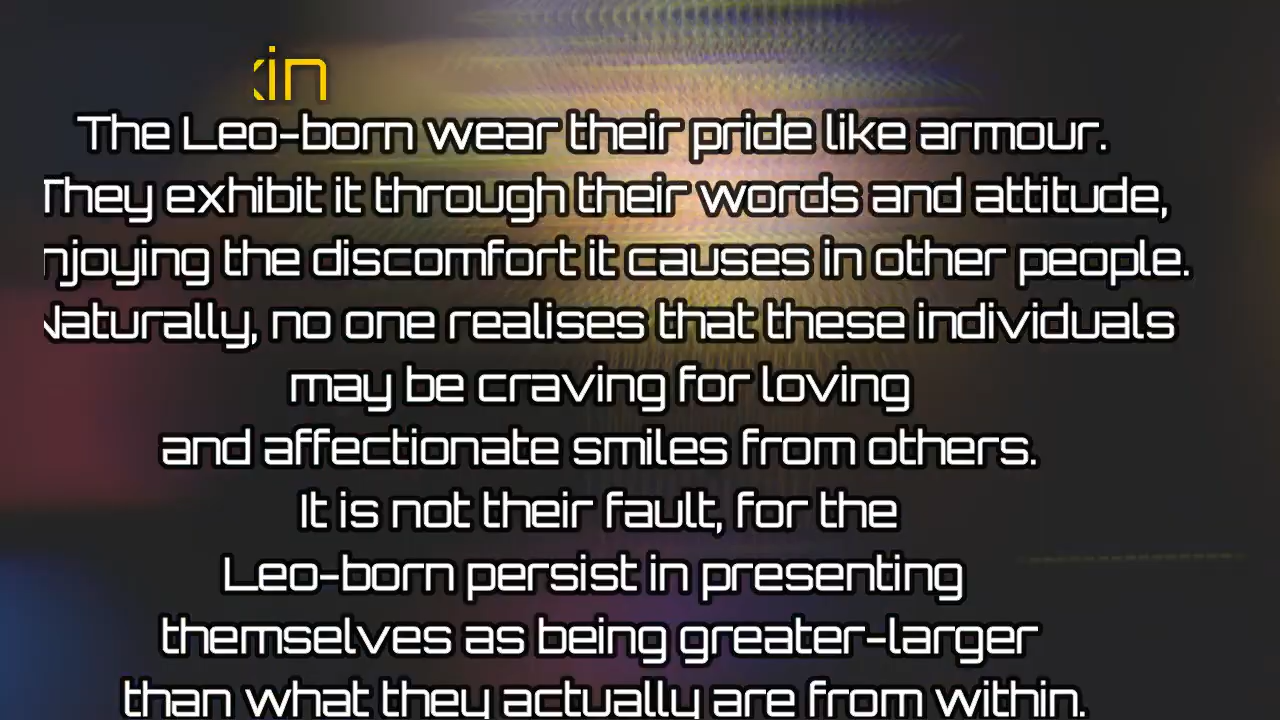 in
The Leo-born wear their pride like armour.
They exhibit it through their words and attitude,
njoying the discomfort it causes in other people.
Naturally, no one realises that these individuals
may be craving for loving
and affectionate smiles from others.
It is not their fault, for the
Leo-born persist in presenting
themselves as being greater-larger
than what they actually are from within.